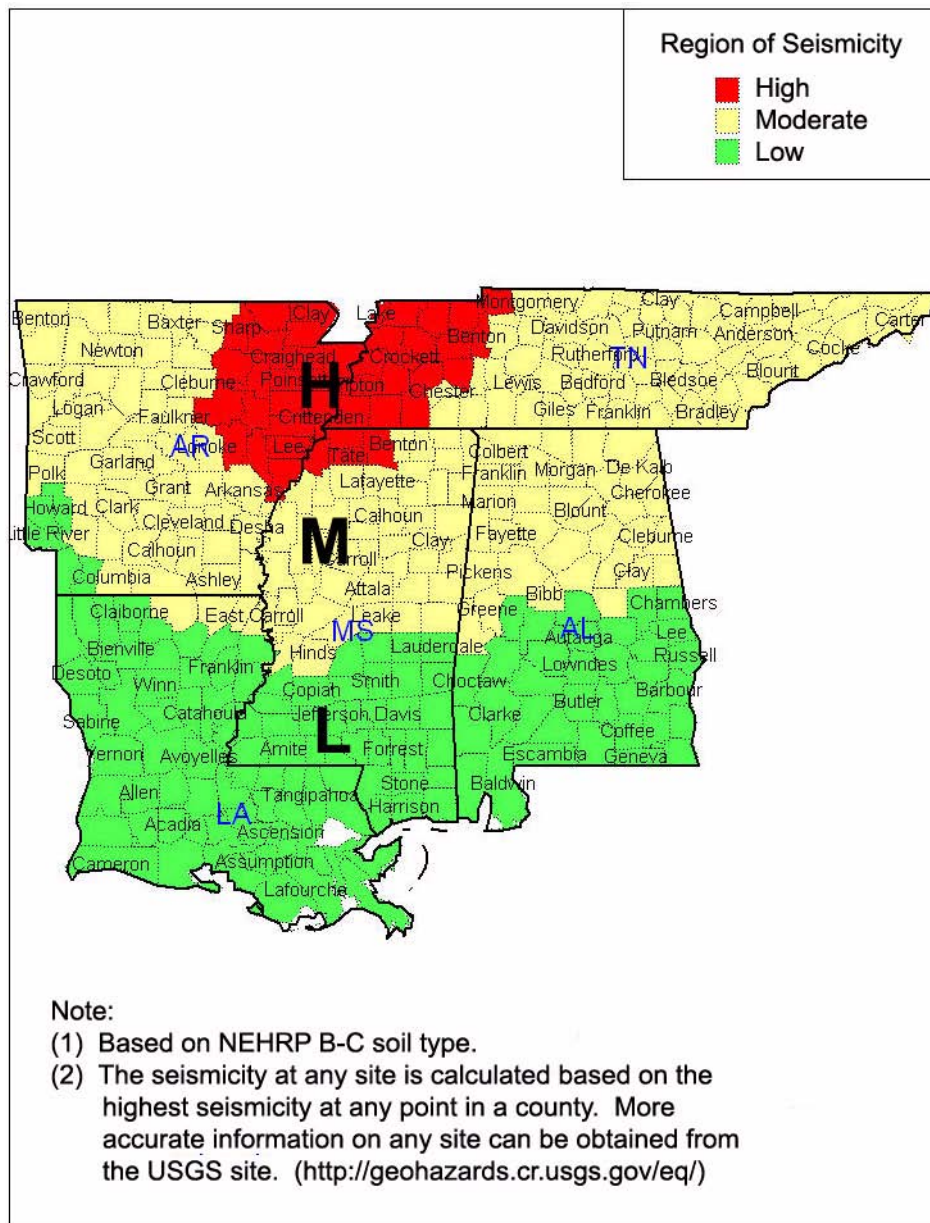 Region of Seismicity
High
Moderate
Low
Benton
Baxter
Sharp
Clay
Lake
Montgomery
Clay
Campbell
Davidson
Putnam
Anderson
Carter
Newton
Craighead
Crockett
Benton
Rutherford
TN
Cocke
Crawford
Cleburne
H
Chester
Lewis
Bedford
Bledsoe
Blount
Logan
Faulkner
Crittenden
Giles
Franklin
Bradley
Scott
AR
Lonoke
Lee
Tate
Benton
Colbert
Polk
Garland
Lafayette
Franklin
Morgan
De Kalb
Grant
Arkansas
Marion
Cherokee
Howard
Clark
Cleveland
Desha
Calhoun
Blount
Little River
Calhoun
M
Clay
Fayette
Cleburne
Columbia
Ashley
Carroll
Attala
Pickens
Clay
Claiborne
East Carroll
Leake
Greene
Bibb
Chambers
Bienville
MS
AL
Autauga
Lee
Desoto
Franklin
Hinds
Lauderdale
Lowndes
Russell
Winn
Copiah
Smith
Choctaw
Butler
Barbour
Sabine
Catahoula
Jefferson Davis
Clarke
Coffee
Vernon
Avoyelles
Amite
L
Forrest
Escambia
Geneva
Allen
Tangipahoa
Stone
Baldwin
Acadia
LA
Ascension
Harrison
Cameron
Assumption
Lafourche
Note:
(1) Based on NEHRP B-C soil type.
(2) The seismicity at any site is calculated based on the
highest seismicity at any point in a county. More
accurate information on any site can be obtained from
the USGS site. (http://geohazards.cr.usgs.gov/eq/)